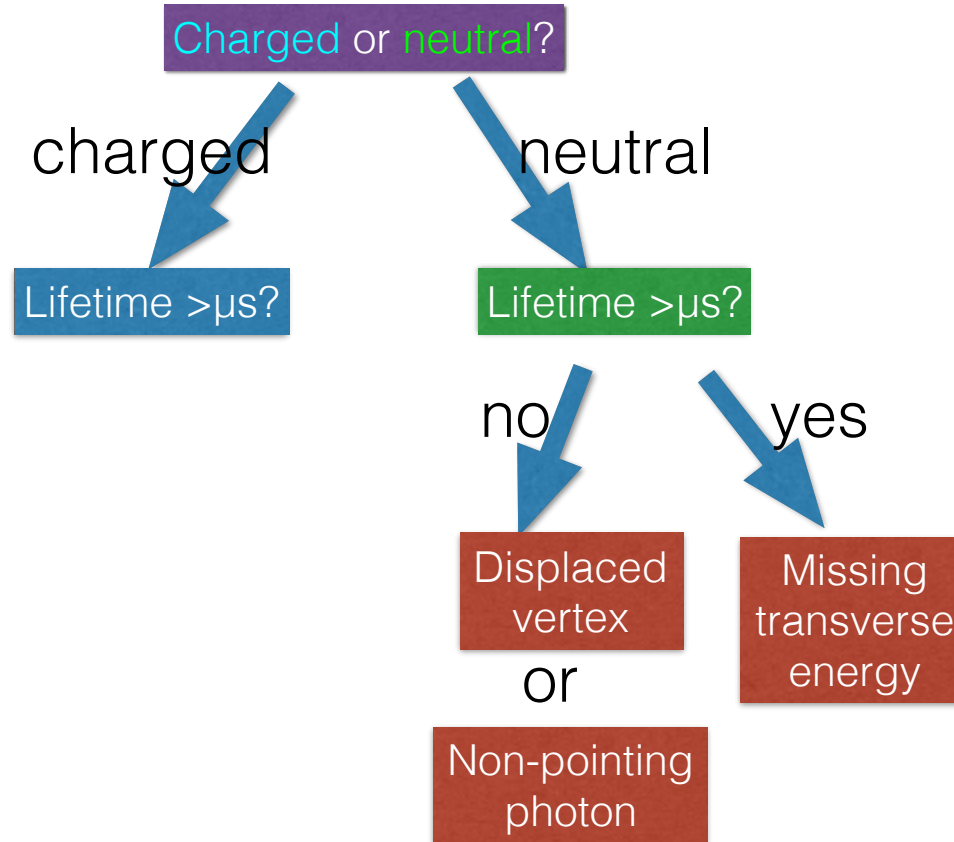 Charged or neutral?
charged
neutral
Lifetime >µs?
Lifetime >µs?
no
yes
Displaced
vertex
Missing
transverse
energy
or
Non-pointing
photon